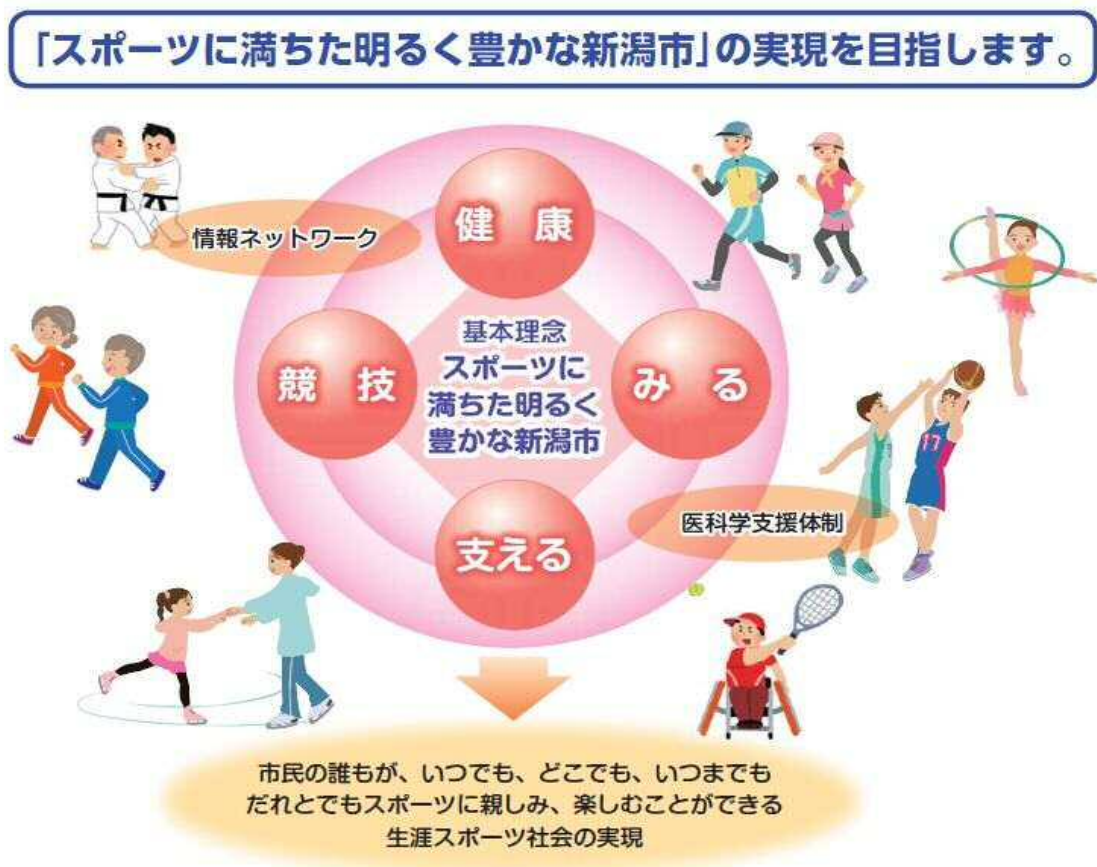 「スポーツに満ちた明るく豊かな新潟市」の実現を目指します。
健 康
情報ネットワーク
競 技
基本理念
スポーツに
満ちた明るく
豊かな新潟市
み る
17
医科学支援体制
支える
市民の誰もが、いつでも、どこでも、いつまでも
だれとでもスポーツに親しみ、楽しむことができる
生涯スポーツ社会の実現